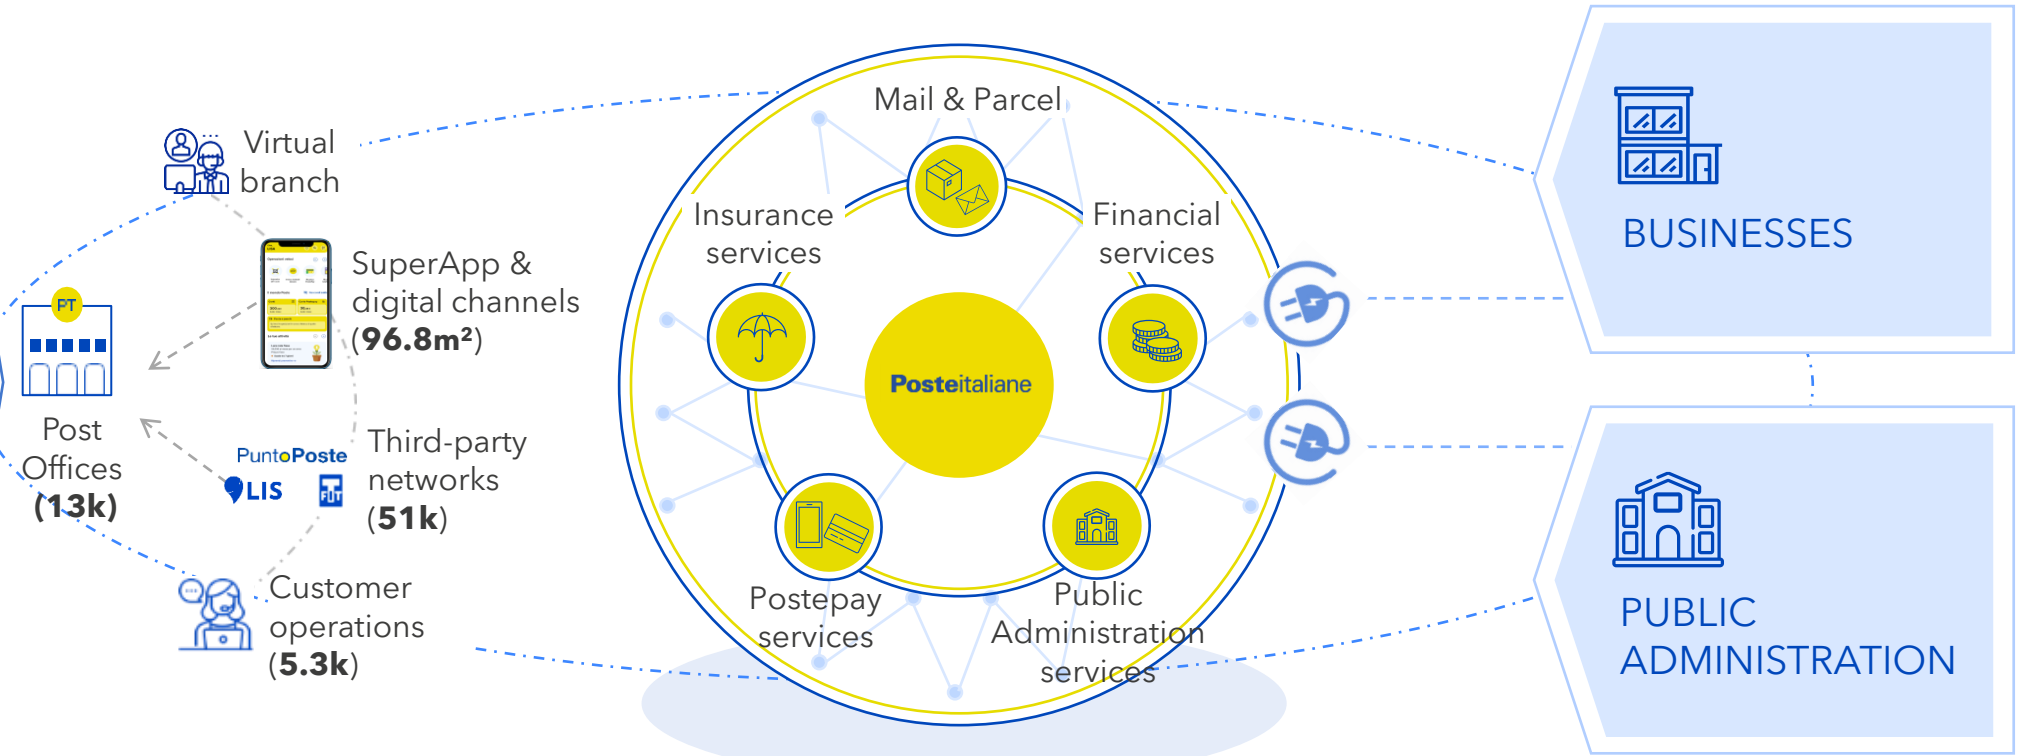 Virtual
branch
SuperApp &
digital channels
(96.8m²)
PT
Post
Offices
(13k)
PuntoPoste
LIS
FIT
Third-party
networks
(51k)
Customer
operations
(5.3k)
Mail & Parcel
Insurance
services
Financial
services
Posteitaliane
Postepay
services
Public
Administration
services
BUSINESSES
PUBLIC
ADMINISTRATION